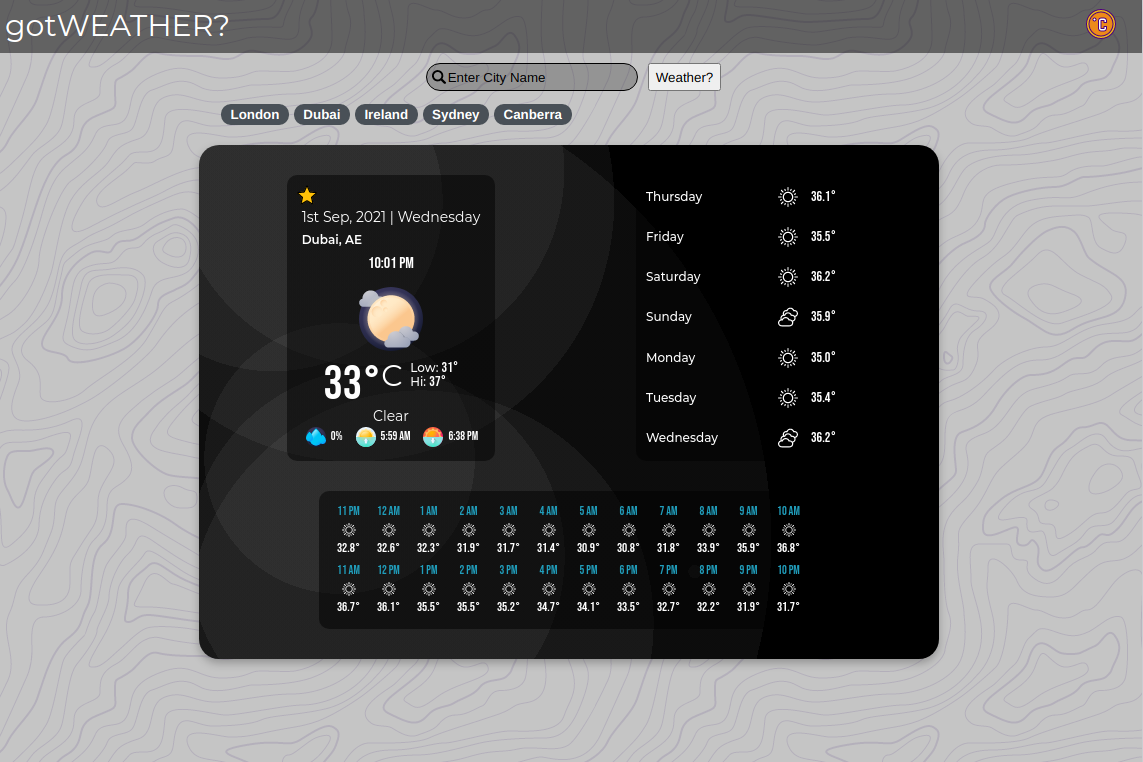 gotWEATHER?
°C
Enter City Name
Weather?
London Dubai Ireland Sydney Canberra
1st Sep, 2021 | Wednesday
Dubai, AE
10:01 PM
33°C
Low: 31°
Hi: 37°
Clear
0% 5:59 AM 6:38 PM
Thursday 36.1°
Friday 35.5°
Saturday 36.2°
Sunday 35.9°
Monday 35.0°
Tuesday 35.4°
Wednesday 36.2°
11 PM 12 AM 1 AM 2 AM 3 AM 4 AM 5 AM 6 AM 7 AM 8 AM 9 AM 10 AM
32.8° 32.6° 32.3° 31.9° 31.7° 31.4° 30.9° 30.8° 31.8° 33.9° 35.9° 36.8°
11 AM 12 PM 1 PM 2 PM 3 PM 4 PM 5 PM 6 PM 7 PM 8 PM 9 PM 10 PM
36.7° 36.1° 35.5° 35.5° 35.2° 34.7° 34.1° 33.5° 32.7° 32.2° 31.9° 31.7°